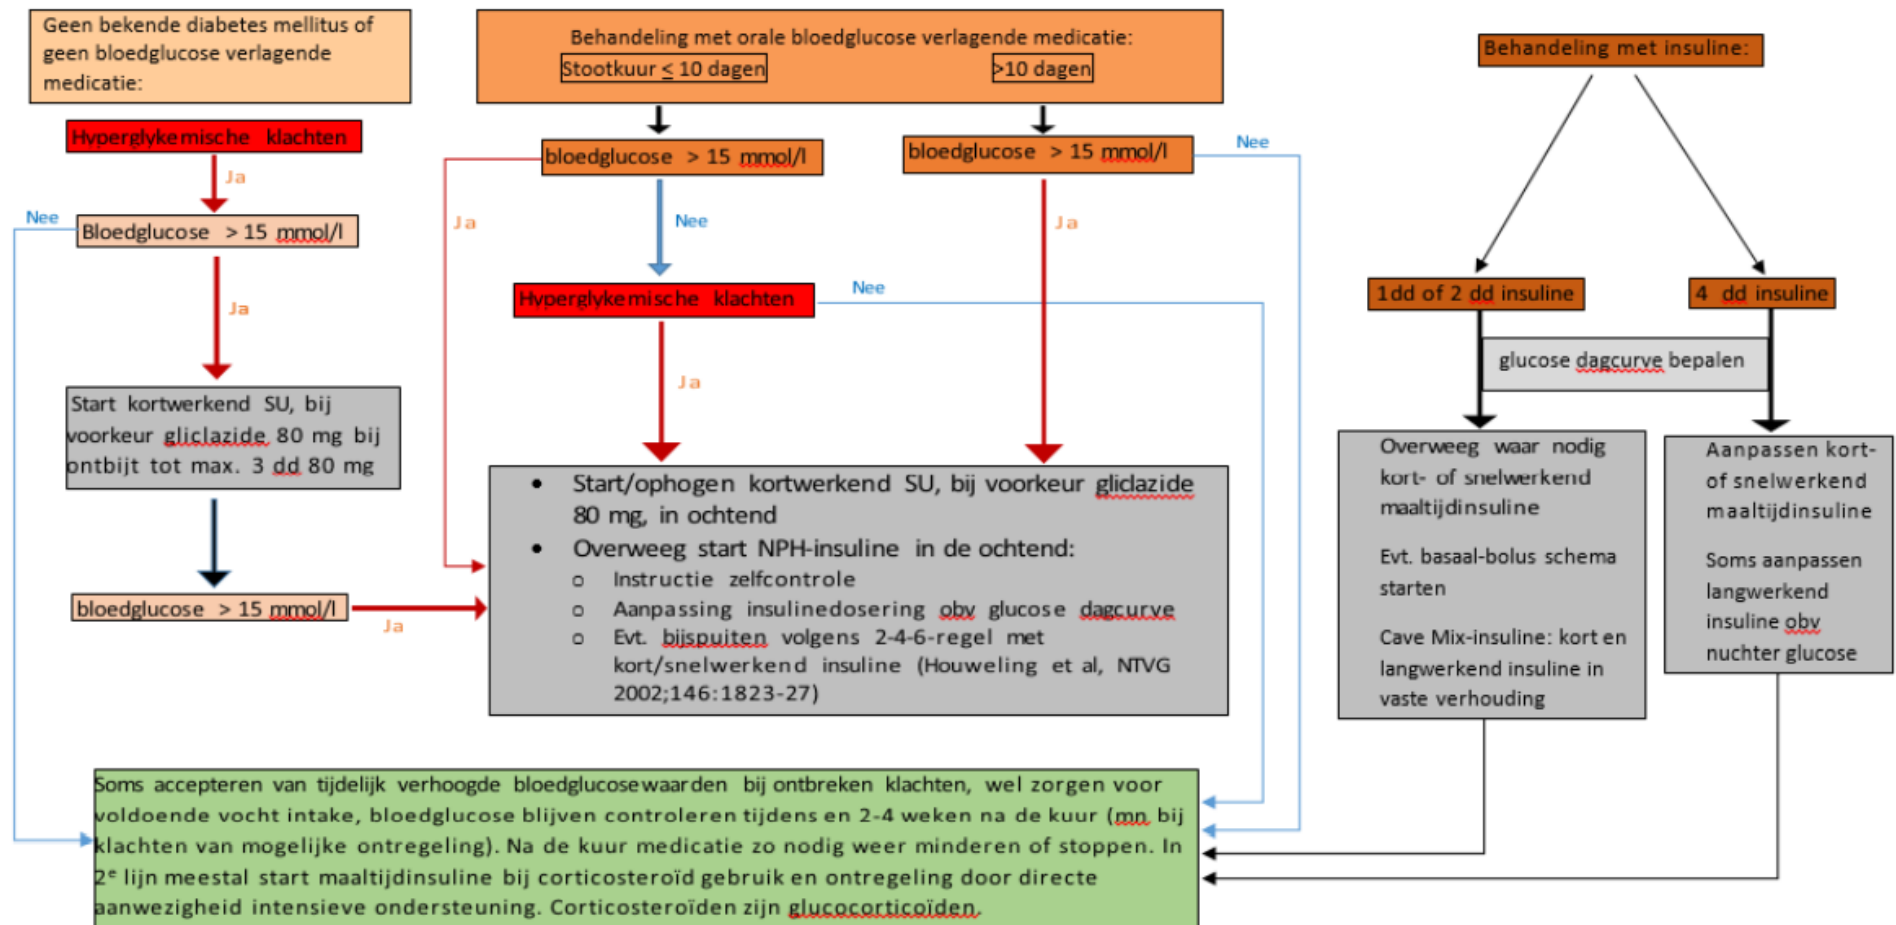 Geen bekende diabetes mellitus of
geen bloedglucose verlagende
medicatie:
Hyperglykemische klachten
Ja
Nee
Bloedglucose > 15 mmol/l
Ja
Start kortwerkend SU, bij
voorkeur gliclazide 80 mg bij
ontbijt tot max. 3 dd 80 mg
bloedglucose > 15 mmol/l
Ja
Behandeling met orale bloedglucose verlagende medicatie:
Stootkuur ≤ 10 dagen
>10 dagen
bloedglucose > 15 mmol/l
bloedglucose > 15 mmol/l
Nee
Ja
Nee
Ja
Hyperglykemische klachten
Nee
Ja
• Start/ophogen kortwerkend SU, bij voorkeur gliclazide
80 mg, in ochtend
• Overweeg start NPH-insuline in de ochtend:
o Instructie zelfcontrole
o Aanpassing insulinedosering obv glucose dagcurve
o Evt. bijspuiten volgens 2-4-6-regel met
kort/snelwerkend insuline (Houweling et al, NTVG
2002;146:1823-27)
Behandeling met insuline:
1dd of 2 dd insuline
4 dd insuline
glucose dagcurve bepalen
Overweeg waar nodig
kort- of snelwerkend
maaltijdinsuline
Evt. basaal-bolus schema
starten
Cave Mix-insuline: kort en
langwerkend insuline in
vaste verhouding
Aanpassen kort-
of snelwerkend
maaltijdinsuline
Soms aanpassen
langwerkend
insuline obv
nuchter glucose
Soms accepteren van tijdelijk verhoogde bloedglucosewaarden bij ontbreken klachten, wel zorgen voor
voldoende vocht intake, bloedglucose blijven controleren tijdens en 2-4 weken na de kuur (mn bij
klachten van mogelijke ontregeling). Na de kuur medicatie zo nodig weer minderen of stoppen. In
2e lijn meestal start maaltijdinsuline bij corticosteroïd gebruik en ontregeling door directe
aanwezigheid intensieve ondersteuning. Corticosteroïden zijn glucocorticoïden.